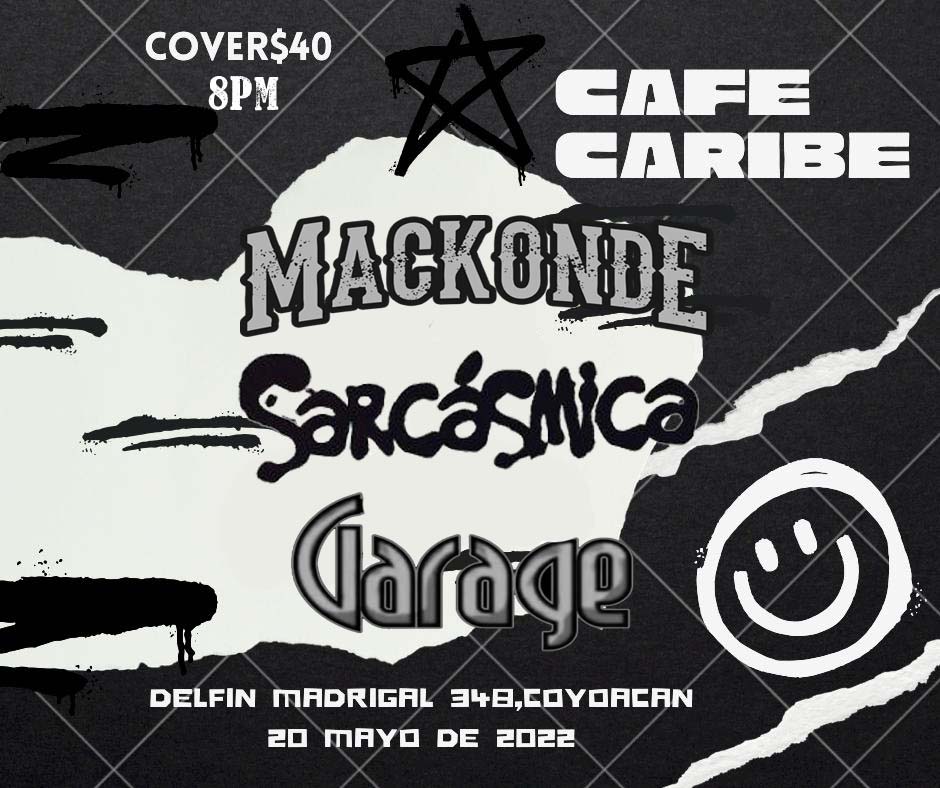 COVER$40
8PM
CAFE
CARIBE
MACKONDE
SARCÁSMICA
Garage
DELFIN MADRIGAL 348,COYOACAN
20 MAYO DE 2022